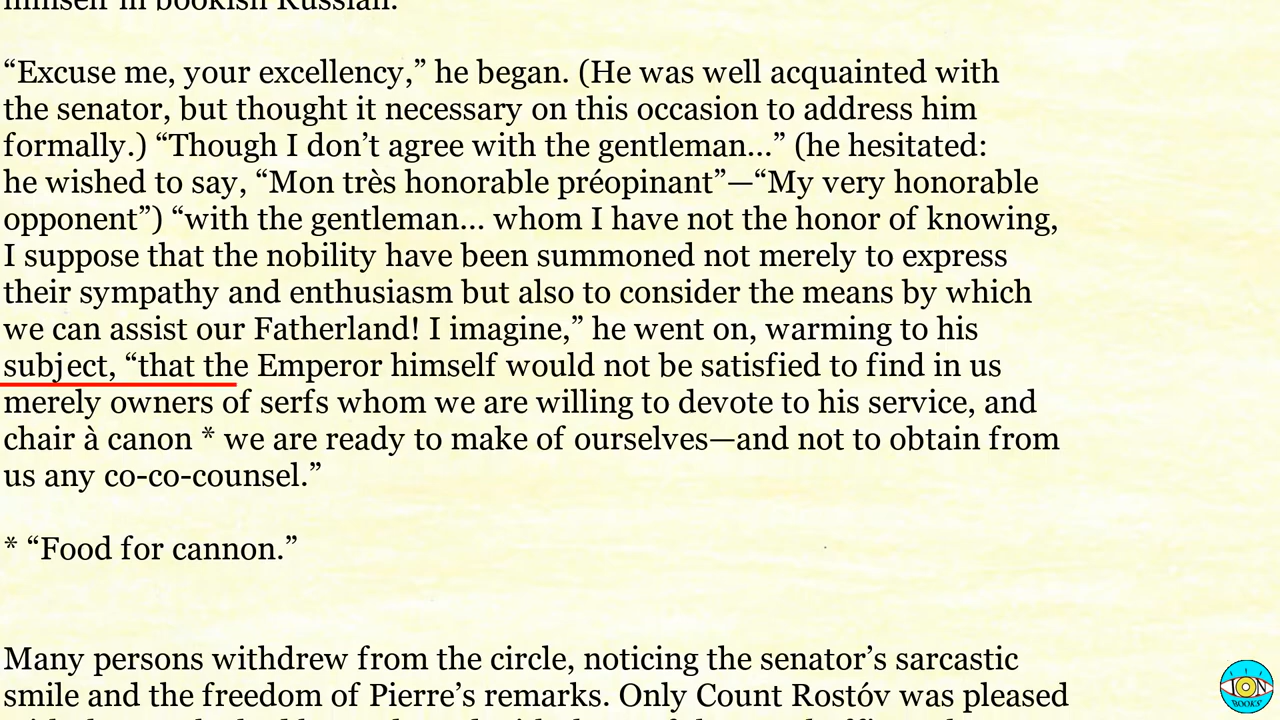 himself in bookish Russian.
“Excuse me, your excellency,” he began. (He was well acquainted with
the senator, but thought it necessary on this occasion to address him
formally.) “Though I don’t agree with the gentleman...” (he hesitated:
he wished to say, “Mon très honorable préopinant”—“My very honorable
opponent”) “with the gentleman... whom I have not the honor of knowing,
I suppose that the nobility have been summoned not merely to express
their sympathy and enthusiasm but also to consider the means by which
we can assist our Fatherland! I imagine,” he went on, warming to his
subject, “that the Emperor himself would not be satisfied to find in us
merely owners of serfs whom we are willing to devote to his service, and
chair à canon * we are ready to make of ourselves—and not to obtain from
us any co-co-counsel.”
* “Food for cannon.”
Many persons withdrew from the circle, noticing the senator’s sarcastic
smile and the freedom of Pierre’s remarks. Only Count Rostóv was pleased
ION
BOOKS